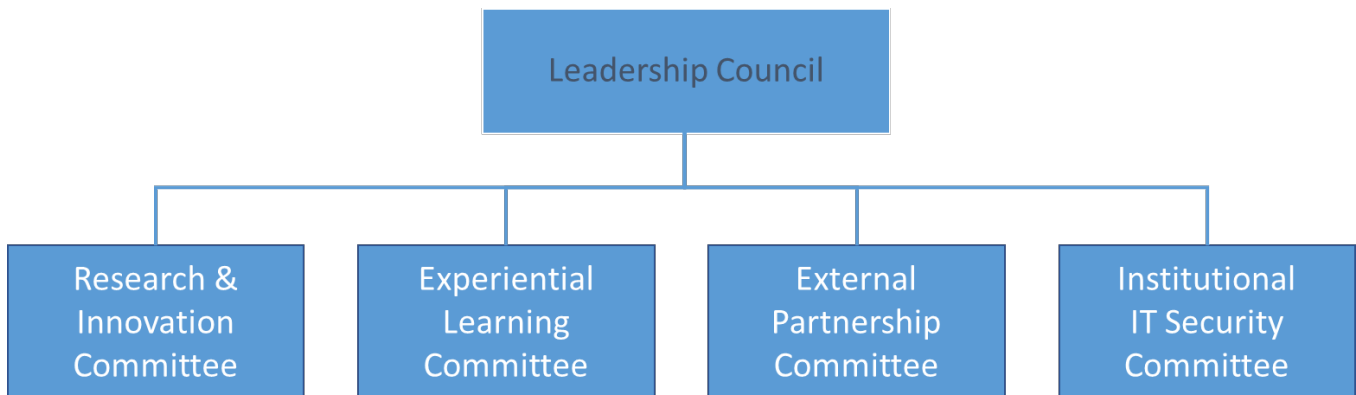 Leadership Council
Research &
Innovation
Committee
Experiential
Learning
Committee
External
Partnership
Committee
Institutional
IT Security
Committee